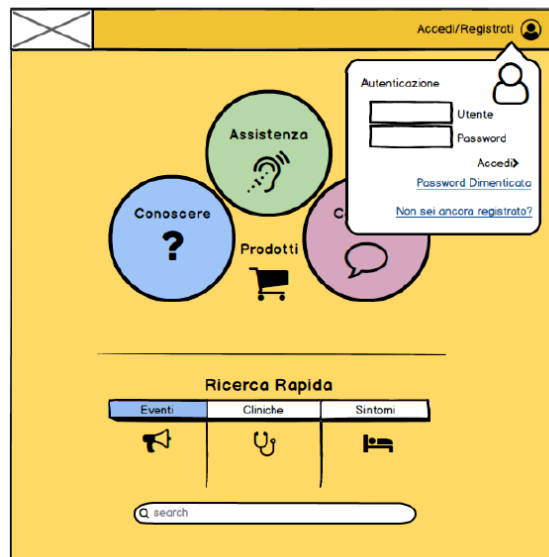 Accedi/Registrati
Autenticazione
Utente
Password
Accedi
Password Dimenticata
Non sei ancora registrato?
Assistenza
Conoscere
?
C
Prodotti
Ricerca Rapida
Eventi
Cliniche
Sintomi
search